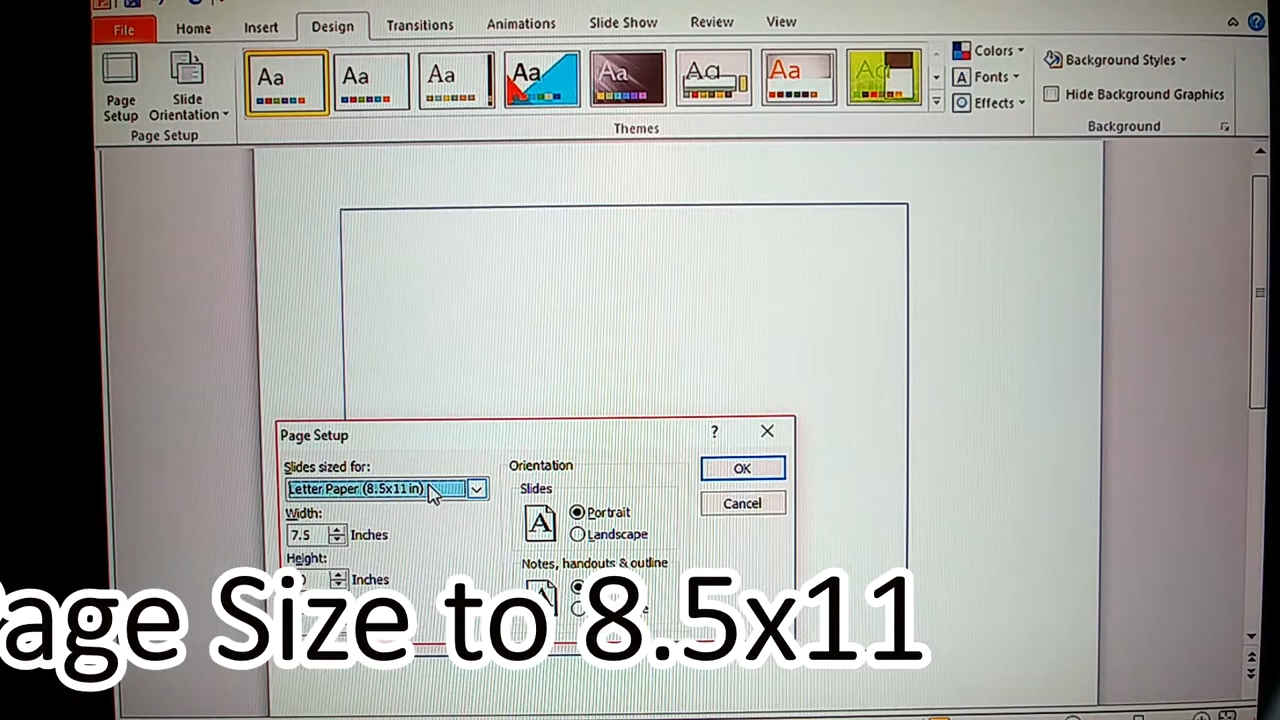 File Home Insert Design Transitions Animations Slide Show Review View
Page Setup
Slide Orientation
Page Setup
Aa Aa Aa Aa Aa Aa Aa Aa
Themes
Colors
Fonts
Effects
Background Styles
Hide Background Graphics
Background
Page Setup ?
Slides sized for:
Letter Paper (8.5x11 in)
Width:
7.5 Inches
Height:
Inches
Orientation
Slides
A Portrait
Landscape
Notes, handouts & outline
A
OK
Cancel
Page Size to 8.5x11